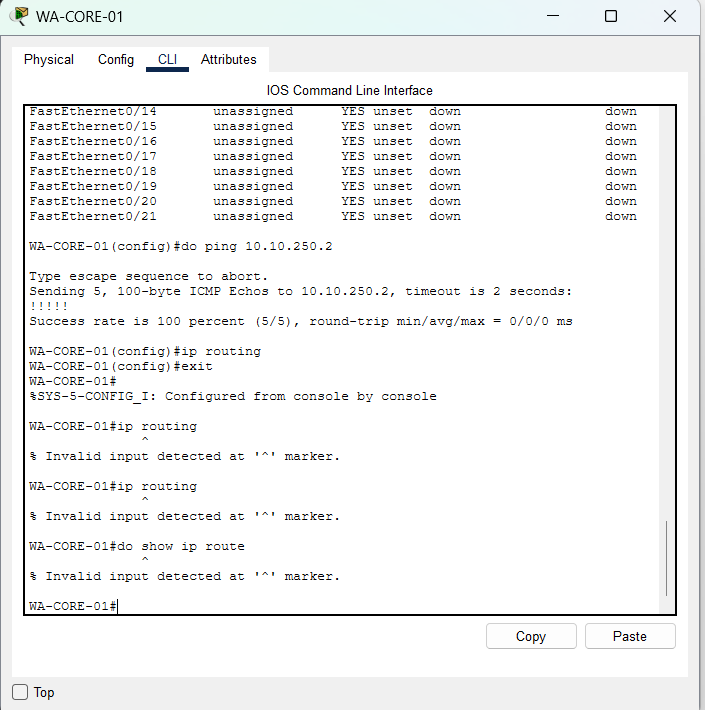 WA-CORE-01
Physical Config CLI Attributes
IOS Command Line Interface
FastEthernet0/14 unassigned YES unset down down
FastEthernet0/15 unassigned YES unset down down
FastEthernet0/16 unassigned YES unset down down
FastEthernet0/17 unassigned YES unset down down
FastEthernet0/18 unassigned YES unset down down
FastEthernet0/19 unassigned YES unset down down
FastEthernet0/20 unassigned YES unset down down
FastEthernet0/21 unassigned YES unset down down
WA-CORE-01(config)#do ping 10.10.250.2
Type escape sequence to abort.
Sending 5, 100-byte ICMP Echos to 10.10.250.2, timeout is 2 seconds:
!!!!!
Success rate is 100 percent (5/5), round-trip min/avg/max = 0/0/0 ms
WA-CORE-01(config)#ip routing
WA-CORE-01(config)#exit
WA-CORE-01#
%SYS-5-CONFIG_I: Configured from console by console
WA-CORE-01#ip routing
^
% Invalid input detected at '^' marker.
WA-CORE-01#ip routing
^
% Invalid input detected at '^' marker.
WA-CORE-01#do show ip route
^
% Invalid input detected at '^' marker.
WA-CORE-01#
Copy Paste
Top